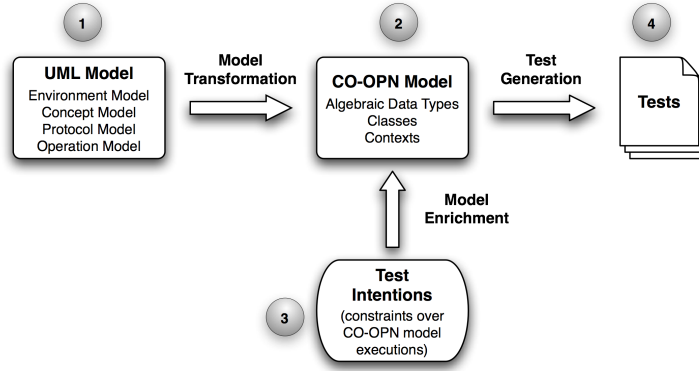 1
UML Model
Environment Model
Concept Model
Protocol Model
Operation Model
Model
Transformation
2
CO-OPN Model
Algebraic Data Types
Classes
Contexts
Test
Generation
4
Tests
Model
Enrichment
3
Test
Intentions
(constraints over
CO-OPN model
executions)